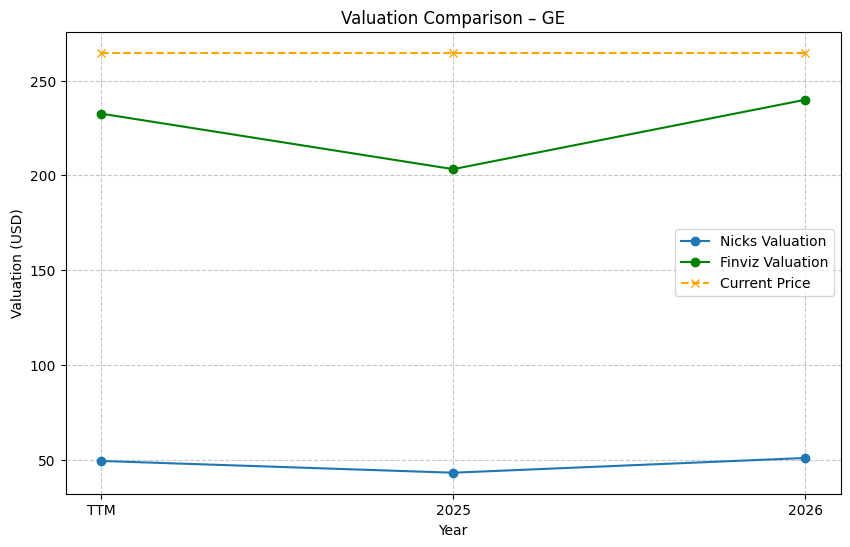 Valuation Comparison – GE
Valuation (USD)
250
200
150
100
50
Nicks Valuation
Finviz Valuation
Current Price
TTM
2025
2026
Year